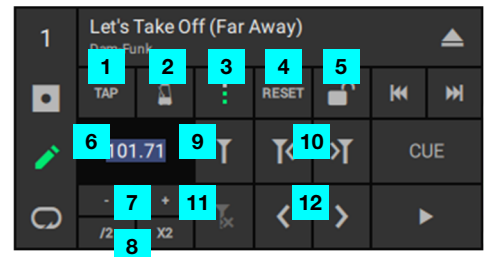 1 Let's Take Off (Far Away)
Dam-Funk
1 2 3 4 5
TAP RESET
6 101.71 9 10 CUE
- 7 + 11 12
/2 8 X2